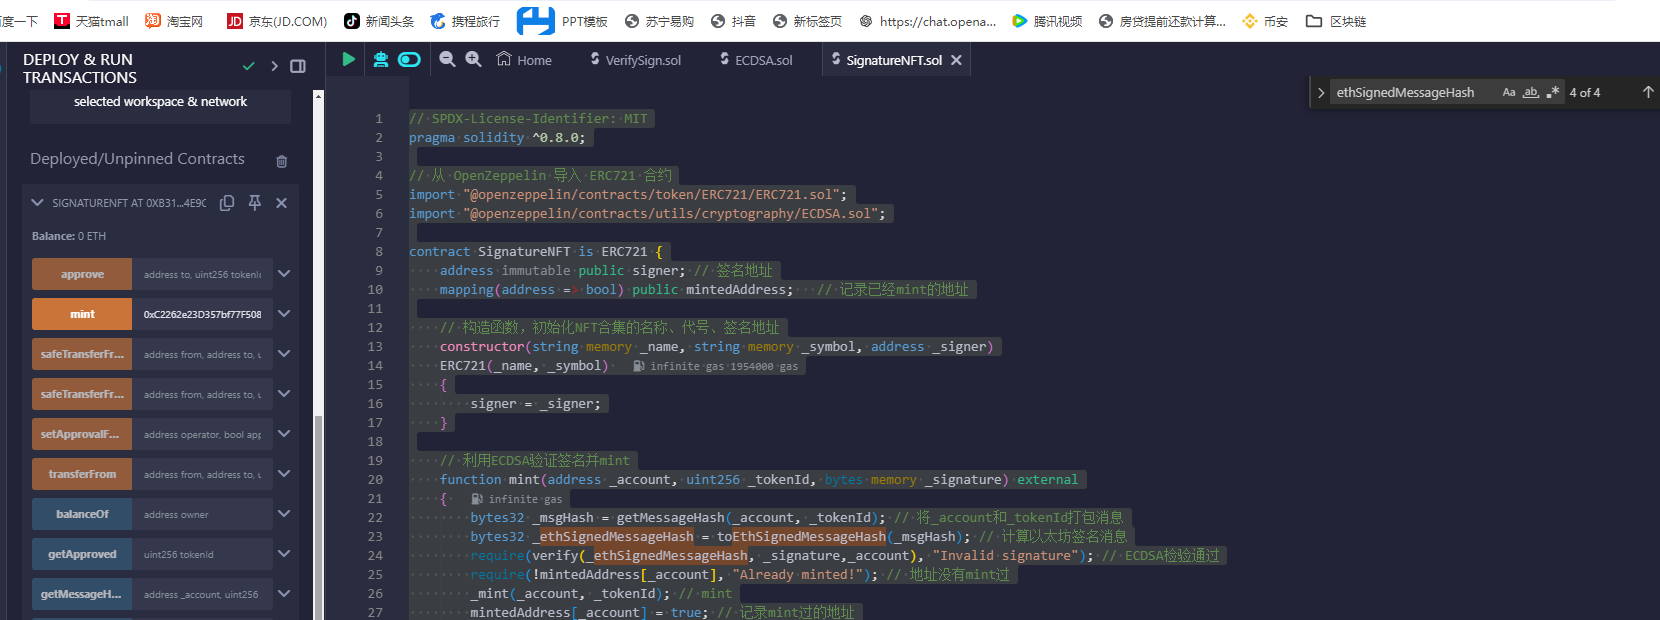 百度一下 天猫tmall 淘宝网 京东(JD.COM) 新闻头条 携程旅行 PPT模板 苏宁易购 抖音 新标签页 https://chat.opena... 腾讯视频 房贷提前还款计算... 币安 区块链
DEPLOY & RUN
TRANSACTIONS
Home VerifySign.sol ECDSA.sol SignatureNFT.sol
ethSignedMessageHash Aa ab 4 of 4
selected workspace & network
Deployed/Unpinned Contracts
SIGNATURENFT AT 0XB31...4E9C
Balance: 0 ETH
approve address to, uint256 tokenId
mint 0xC2262e23D357bf77F508
safeTransferFr... address from, address to, u
safeTransferFr... address from, address to, u
setApprovalF... address operator, bool app
transferFrom address from, address to, u
balanceOf address owner
getApproved uint256 tokenId
getMessageH... address _account, uint256
1 // SPDX-License-Identifier: MIT
2 pragma solidity ^0.8.0;
3
4 // 从 OpenZeppelin 导入 ERC721 合约
5 import "@openzeppelin/contracts/token/ERC721/ERC721.sol";
6 import "@openzeppelin/contracts/utils/cryptography/ECDSA.sol";
7
8 contract SignatureNFT is ERC721 {
9 address immutable public signer; // 签名地址
10 mapping(address => bool) public mintedAddress; // 记录已经mint的地址
11
12 // 构造函数，初始化NFT合集的名称、代号、签名地址
13 constructor(string memory _name, string memory _symbol, address _signer)
14 ERC721(_name, _symbol) infinite gas 1954000 gas
15 {
16 signer = _signer;
17 }
18
19 // 利用ECDSA验证签名并mint
20 function mint(address _account, uint256 _tokenId, bytes memory _signature) external
21 { infinite gas
22 bytes32 _msgHash = getMessageHash(_account, _tokenId); // 将_account和_tokenId打包消息
23 bytes32 _ethSignedMessageHash = toEthSignedMessageHash(_msgHash); // 计算以太坊签名消息
24 require(verify(_ethSignedMessageHash, _signature,_account), "Invalid signature"); // ECDSA检验通过
25 require(!mintedAddress[_account], "Already minted!"); // 地址没有mint过
26 _mint(_account, _tokenId); // mint
27 mintedAddress[_account] = true; // 记录mint过的地址